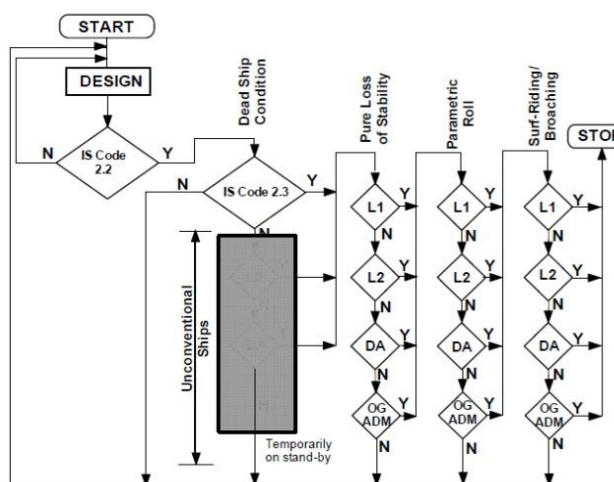 START
DESIGN
N
IS Code
2.2
Y
Dead Ship
Condition
N
IS Code 2.3
Y
N
Unconventional
Ships
Temporarily
on stand-by
Pure Loss
of Stability
L1
Y
N
L2
Y
N
DA
Y
N
OG
ADM
Y
N
Parametric
Roll
L1
Y
N
L2
Y
N
DA
Y
N
OG
ADM
Y
N
Surf-Riding/
Broaching
L1
Y
N
L2
Y
N
DA
Y
N
OG
ADM
Y
N